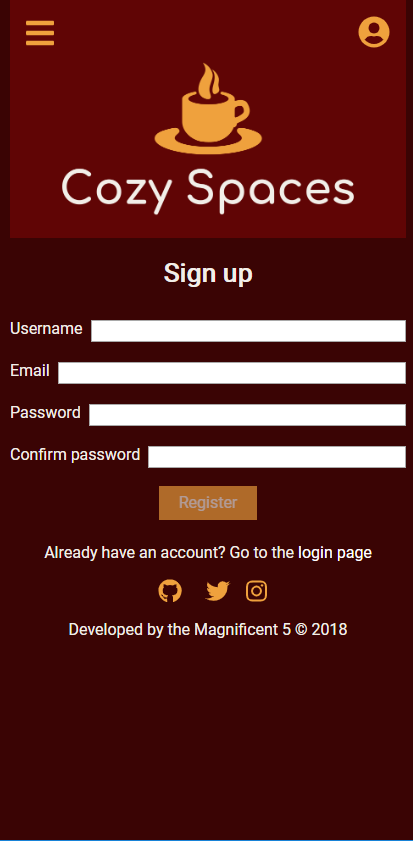 Cozy Spaces
Sign up
Username
Email
Password
Confirm password
Register
Already have an account? Go to the login page
Developed by the Magnificent 5 © 2018